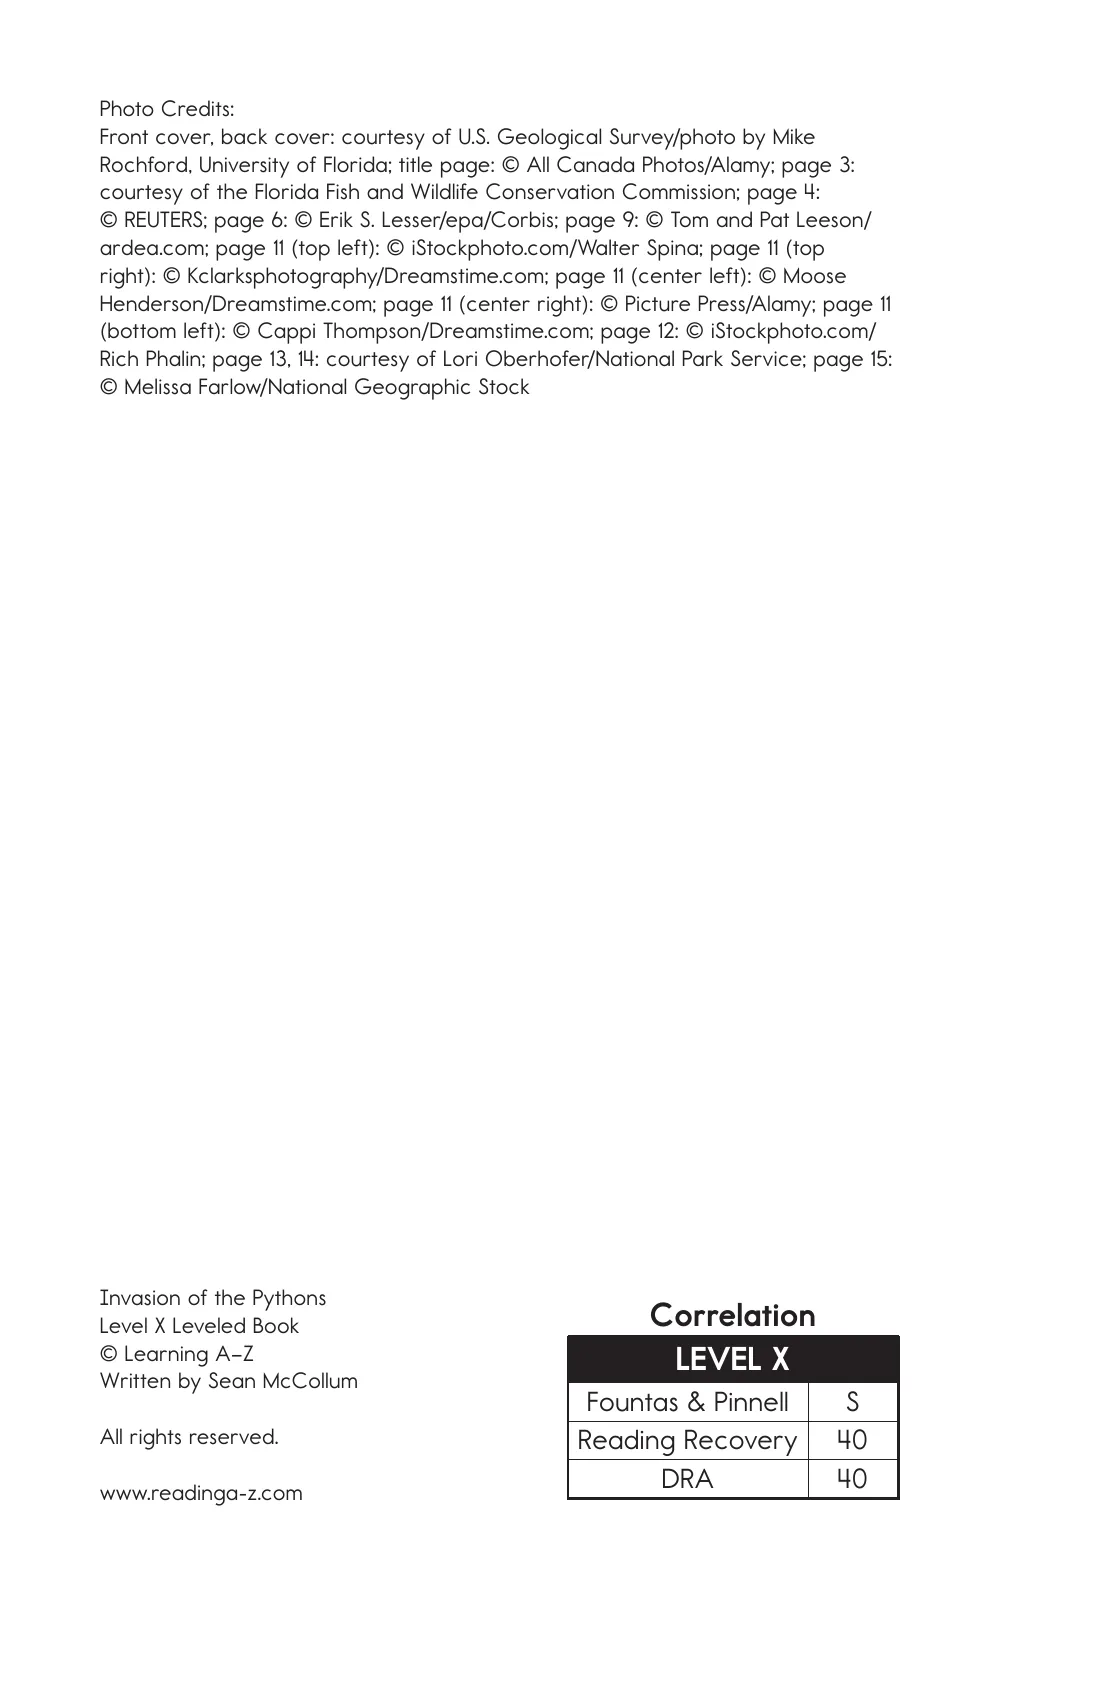 Photo Credits:
Front cover, back cover: courtesy of U.S. Geological Survey/photo by Mike
Rochford, University of Florida; title page: © All Canada Photos/Alamy; page 3:
courtesy of the Florida Fish and Wildlife Conservation Commission; page 4:
© REUTERS; page 6: © Erik S. Lesser/epa/Corbis; page 9: © Tom and Pat Leeson/
ardea.com; page 11 (top left): © iStockphoto.com/Walter Spina; page 11 (top
right): © Kclarksphotography/Dreamstime.com; page 11 (center left): © Moose
Henderson/Dreamstime.com; page 11 (center right): © Picture Press/Alamy; page 11
(bottom left): © Cappi Thompson/Dreamstime.com; page 12: © iStockphoto.com/
Rich Phalin; page 13, 14: courtesy of Lori Oberhofer/National Park Service; page 15:
© Melissa Farlow/National Geographic Stock
Invasion of the Pythons
Level X Leveled Book
© Learning A–Z
Written by Sean McCollum
All rights reserved.
www.readinga-z.com
Correlation
LEVEL X
Fountas & Pinnell S
Reading Recovery 40
DRA 40